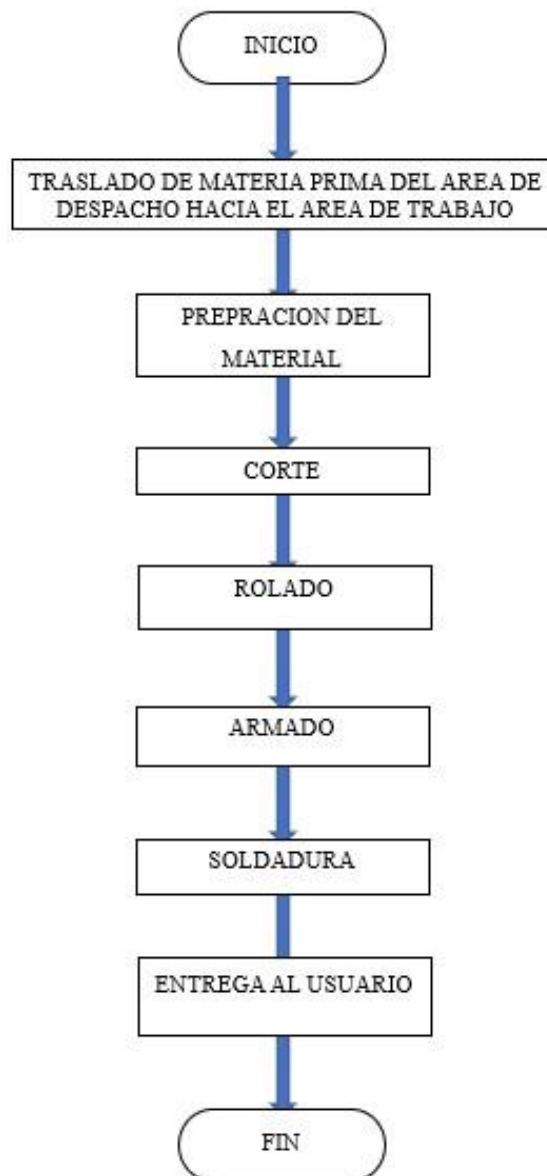 INICIO
TRASLADO DE MATERIA PRIMA DEL AREA DE
DESPACHO HACIA EL AREA DE TRABAJO
PREPRACION DEL
MATERIAL
CORTE
ROLADO
ARMADO
SOLDADURA
ENTREGA AL USUARIO
FIN